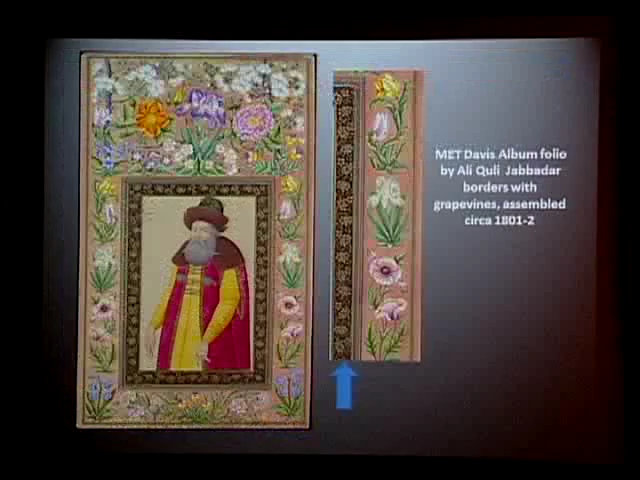 MET Davis Album folio
by Ali Quli Jabbadar
borders with
grapevines, assembled
circa 1801-2